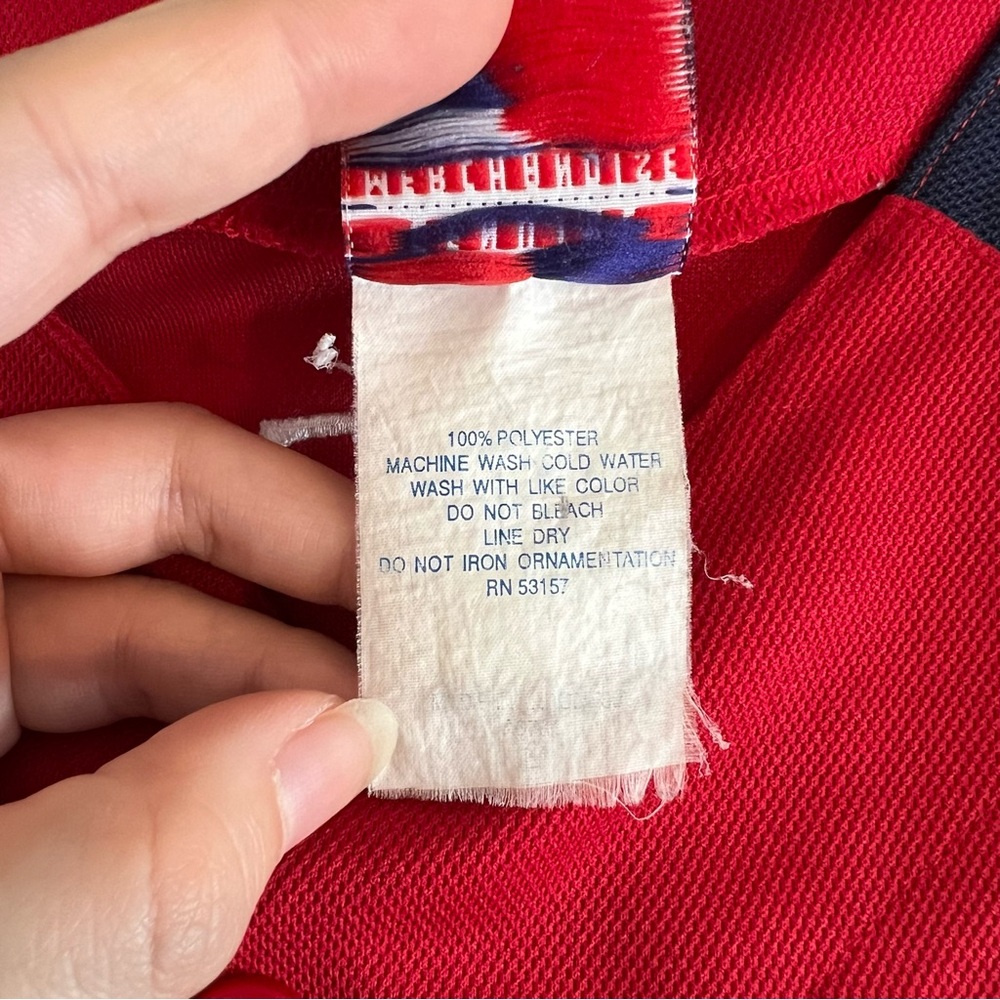 MERCHANDIZE
100% POLYESTER
MACHINE WASH COLD WATER
WASH WITH LIKE COLOR
DO NOT BLEACH
LINE DRY
DO NOT IRON ORNAMENTATION
RN 53157